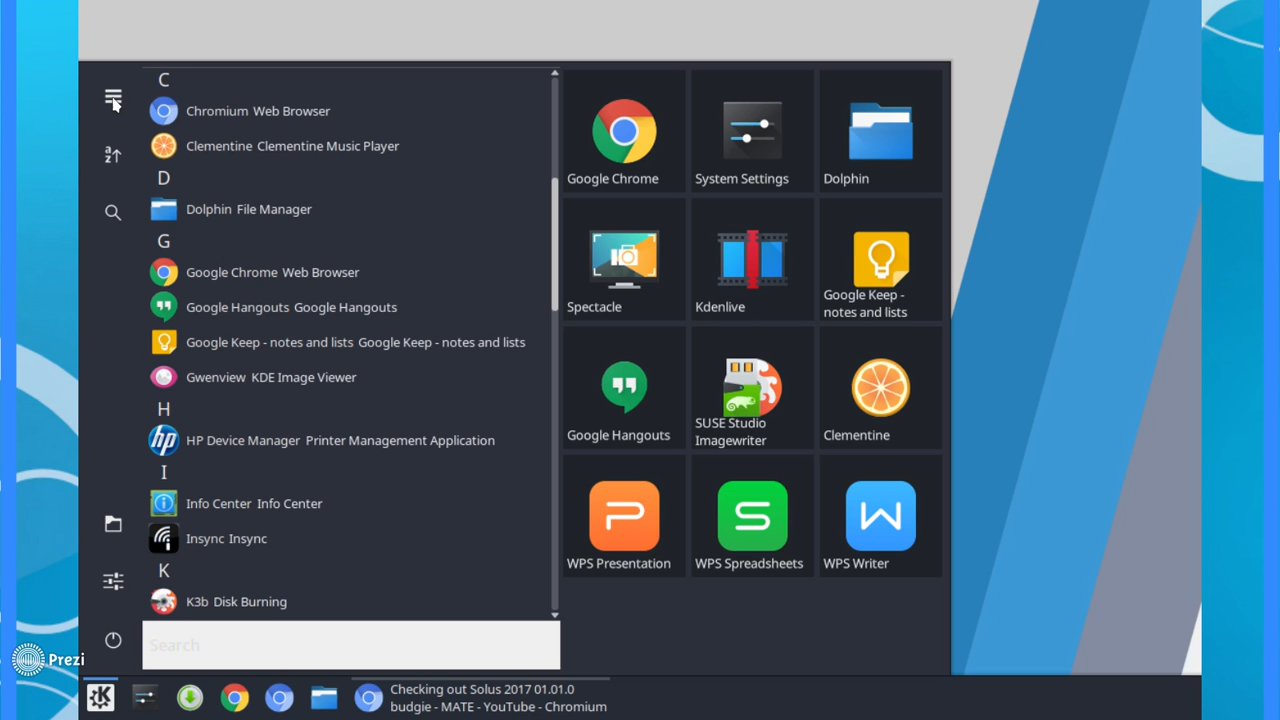 C
Chromium Web Browser
Clementine Clementine Music Player
D
Dolphin File Manager
G
Google Chrome Web Browser
Google Hangouts Google Hangouts
Google Keep - notes and lists Google Keep - notes and lists
Gwenview KDE Image Viewer
H
hp
HP Device Manager Printer Management Application
I
Info Center Info Center
Insync Insync
K
K3b Disk Burning
Search
Google Chrome
System Settings
Dolphin
Spectacle
Kdenlive
Google Keep -
notes and lists
Google Hangouts
SUSE Studio
Imagewriter
Clementine
P
WPS Presentation
S
WPS Spreadsheets
W
WPS Writer
Prezi
Checking out Solus 2017 01.01.0
budgie - MATE - YouTube - Chromium